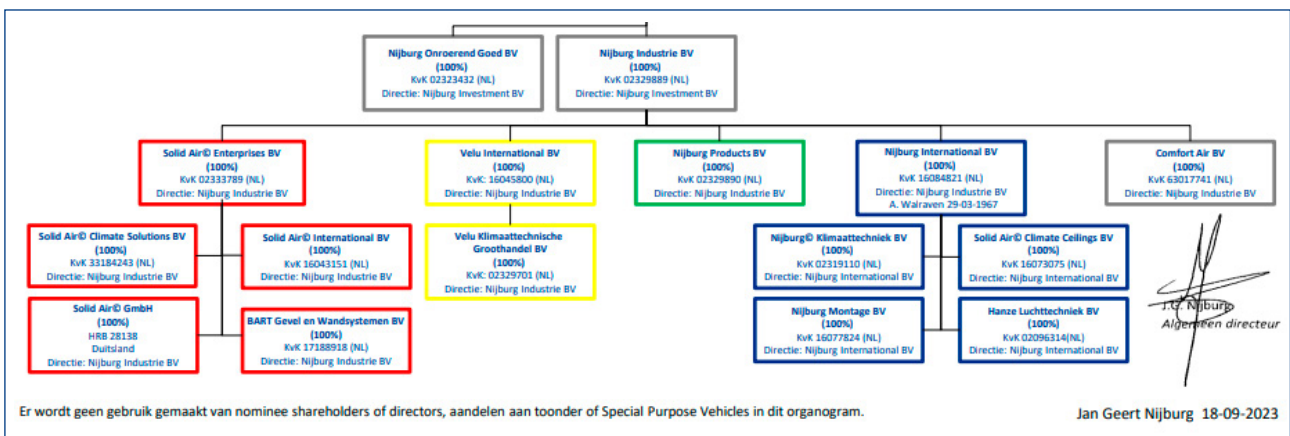 Nijburg Onroerend Goed BV
(100%)
KvK 02323432 (NL)
Directie: Nijburg Investment BV
Nijburg Industrie BV
(100%)
KvK 02329889 (NL)
Directie: Nijburg Investment BV
Solid Air© Enterprises BV
(100%)
KvK 02333789 (NL)
Directie: Nijburg Industrie BV
Velu International BV
(100%)
KvK: 16045800 (NL)
Directie: Nijburg Industrie BV
Nijburg Products BV
(100%)
KvK 02329890 (NL)
Directie: Nijburg Industrie BV
Nijburg International BV
(100%)
KvK 16084821 (NL)
Directie: Nijburg Industrie BV
A. Walraven 29-03-1967
Comfort Air BV
(100%)
KvK 63017741 (NL)
Directie: Nijburg Industrie BV
Solid Air© Climate Solutions BV
(100%)
KvK 33184243 (NL)
Directie: Nijburg Industrie BV
Solid Air© International BV
(100%)
KvK 16043151 (NL)
Directie: Nijburg Industrie BV
Velu Klimaattechnische
Groothandel BV
(100%)
KvK: 02329701 (NL)
Directie: Nijburg Industrie BV
Nijburg© Klimaattechniek BV
(100%)
KvK 02319110 (NL)
Directie: Nijburg International BV
Solid Air© Climate Ceilings BV
(100%)
KvK 16073075 (NL)
Directie: Nijburg International BV
Solid Air© GmbH
(100%)
HRB 28138
Duitsland
Directie: Nijburg Industrie BV
BART Gevel en Wandsystemen BV
(100%)
KvK 17188918 (NL)
Directie: Nijburg Industrie BV
Nijburg Montage BV
(100%)
KvK 16077824 (NL)
Directie: Nijburg International BV
Hanze Luchttechniek BV
(100%)
KvK 02096314(NL)
Directie: Nijburg International BV
J.G. Nijburg
Algemeen directeur
Er wordt geen gebruik gemaakt van nominee shareholders of directors, aandelen aan toonder of Special Purpose Vehicles in dit organogram.
Jan Geert Nijburg 18-09-2023